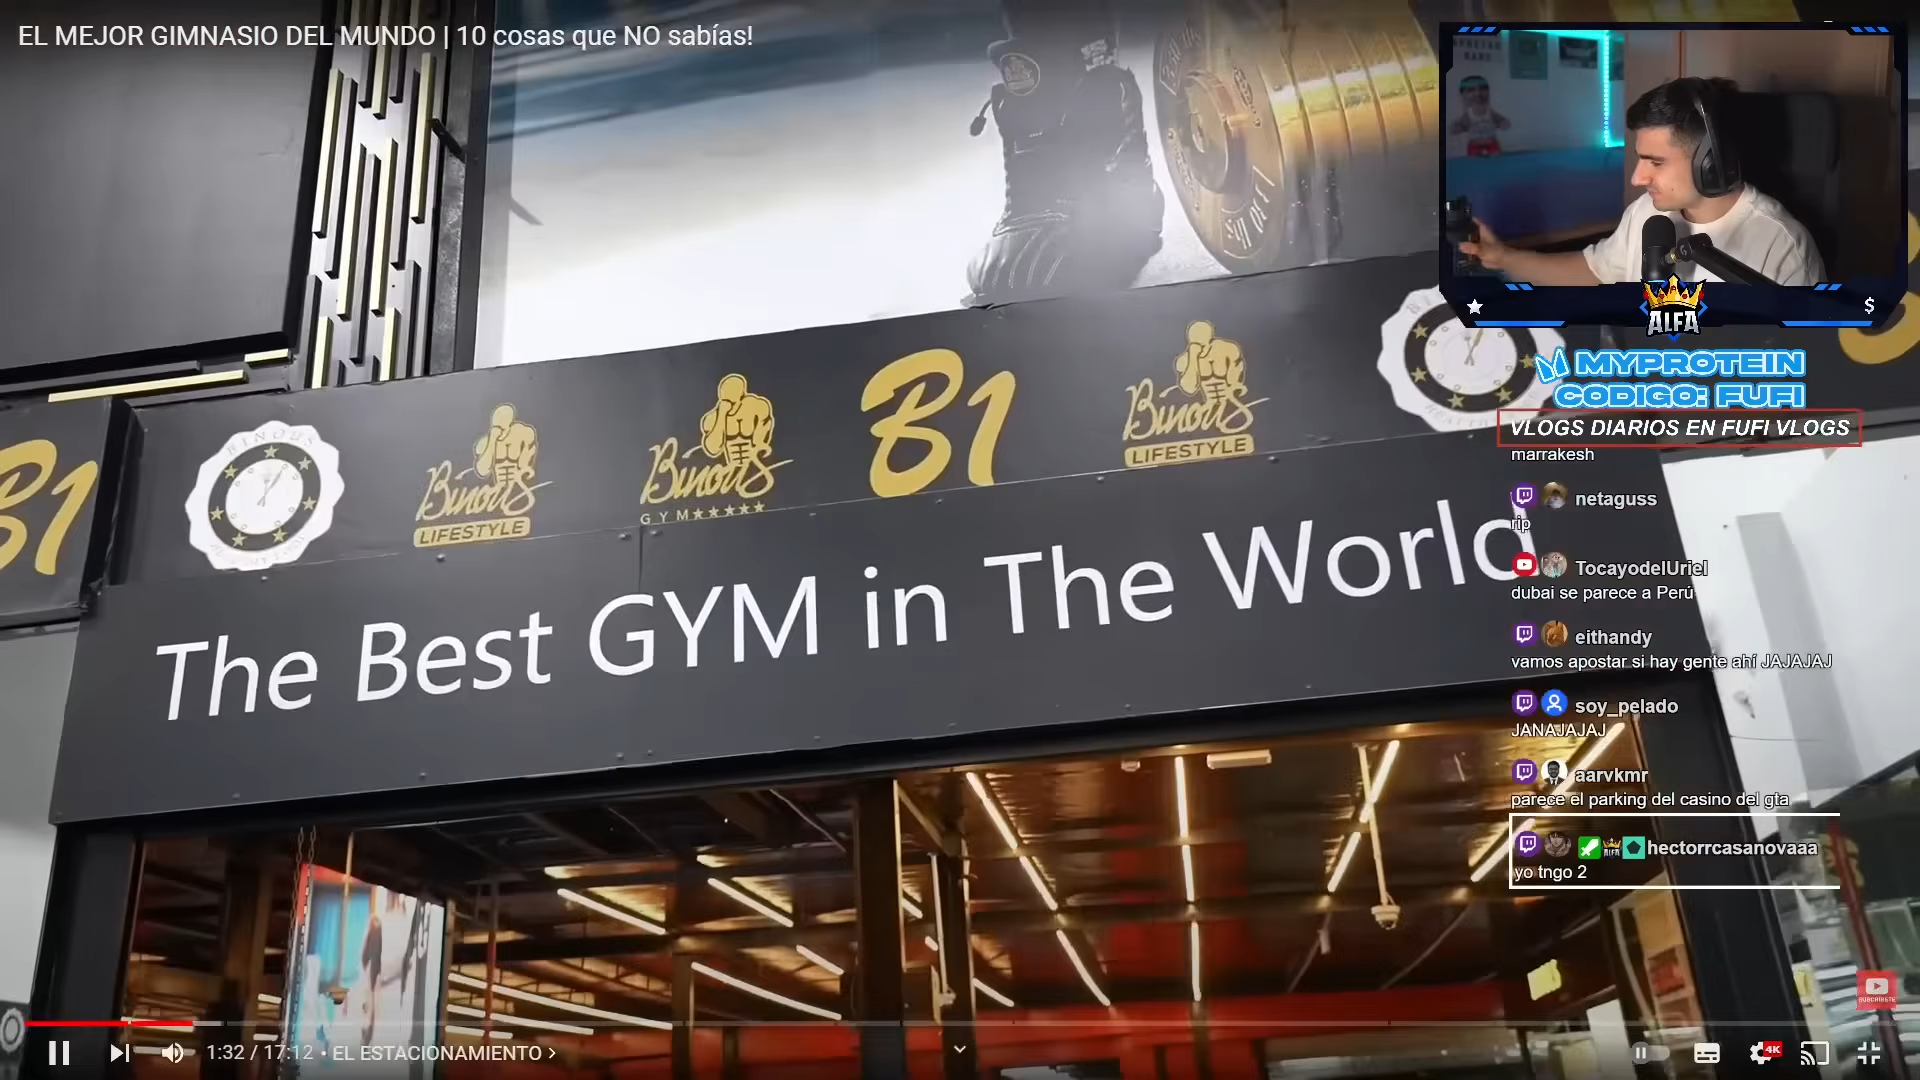 EL MEJOR GIMNASIO DEL MUNDO | 10 cosas que NO sabías!
B1
BINOUS
Binous
LIFESTYLE
Binous
GYM★★★★★
B1
Binous
LIFESTYLE
The Best GYM in The World
ALFA
$
MYPROTEIN
CODIGO: FUFI
VLOGS DIARIOS EN FUFI VLOGS
marrakesh
netaguss
rip
TocayodelUriel
dubai se parece a Perú
eithandy
vamos apostar si hay gente ahí JAJAJAJ
soy_pelado
JANAJAJAJ
aarvkmr
parece el parking del casino del gta
hectorrcasanovaaa
yo tngo 2
SUBSCRIBETE
1:32 / 17:12 • EL ESTACIONAMIENTO >
4K